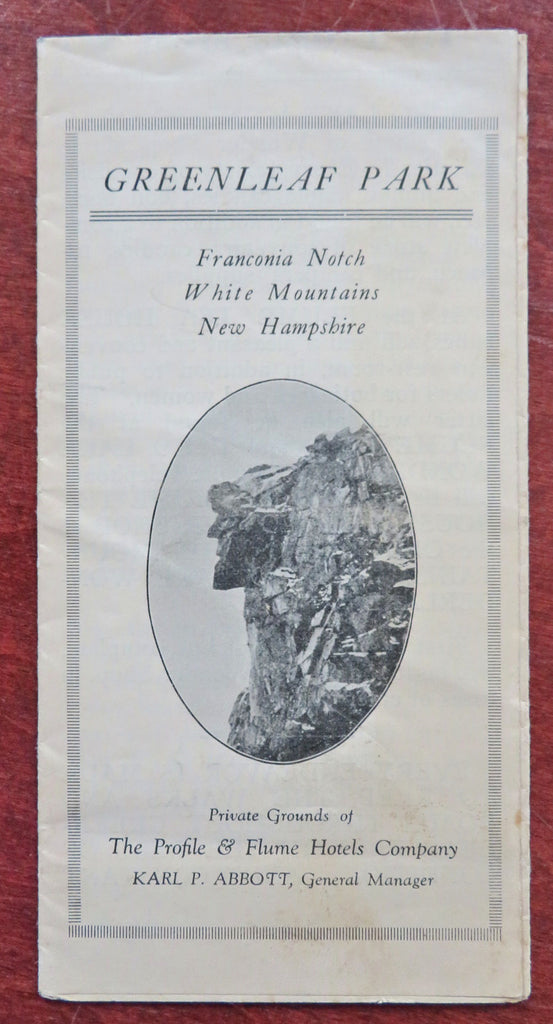 GREENLEAF PARK
Franconia Notch
White Mountains
New Hampshire
Private Grounds of
The Profile & Flume Hotels Company
KARL P. ABBOTT, General Manager